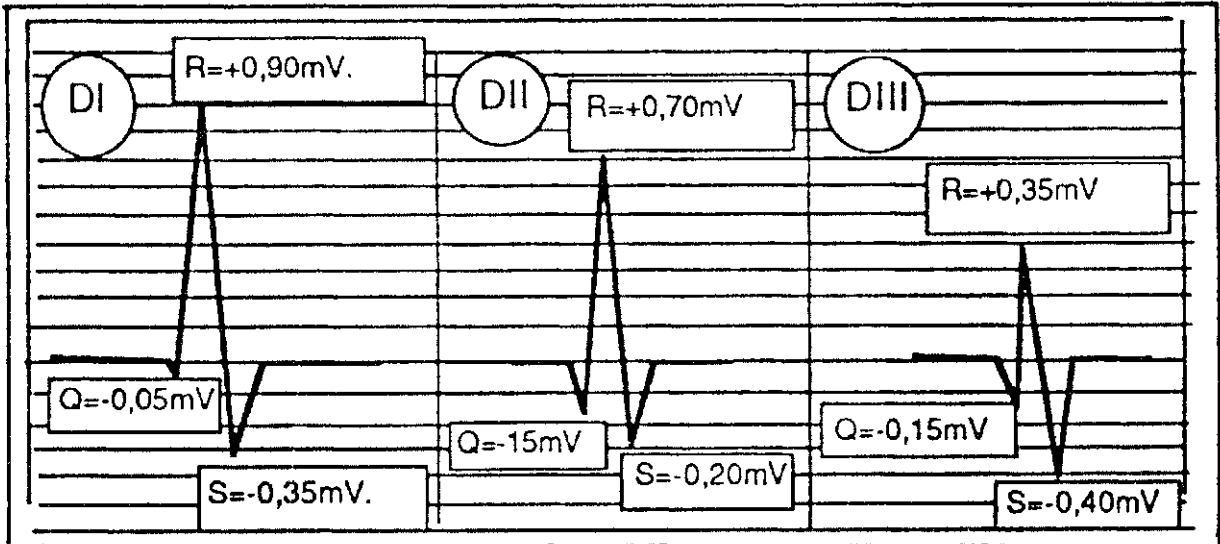 DI
R=+0,90mV.
Q=-0,05mV
S=-0,35mV.
DII
R=+0,70mV
Q=-15mV
S=-0,20mV
DIII
R=+0,35mV
Q=-0,15mV
S=-0,40mV